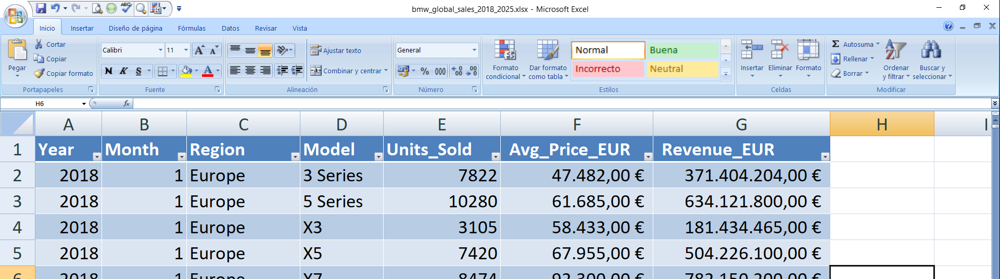 bmw_global_sales_2018_2025.xlsx - Microsoft Excel
Inicio Insertar Diseño de página Fórmulas Datos Revisar Vista
Pegar
Cortar
Copiar
Copiar formato
Portapapeles
Calibri 11
N K S
Fuente
Ajustar texto
Combinar y centrar
Alineación
General
% 000
Número
Formato condicional
Dar formato como tabla
Normal Buena
Incorrecto Neutral
Estilos
Insertar Eliminar Formato
Celdas
Autosuma
Rellenar
Borrar
Ordenar y filtrar
Buscar y seleccionar
Modificar
H6 fx
A B C D E F G H I
1 Year Month Region Model Units_Sold Avg_Price_EUR Revenue_EUR
2 2018 1 Europe 3 Series 7822 47.482,00 € 371.404.204,00 €
3 2018 1 Europe 5 Series 10280 61.685,00 € 634.121.800,00 €
4 2018 1 Europe X3 3105 58.433,00 € 181.434.465,00 €
5 2018 1 Europe X5 7420 67.955,00 € 504.226.100,00 €
6 2018 1 Europe X7 8474 92.300,00 € 782.150.200,00 €